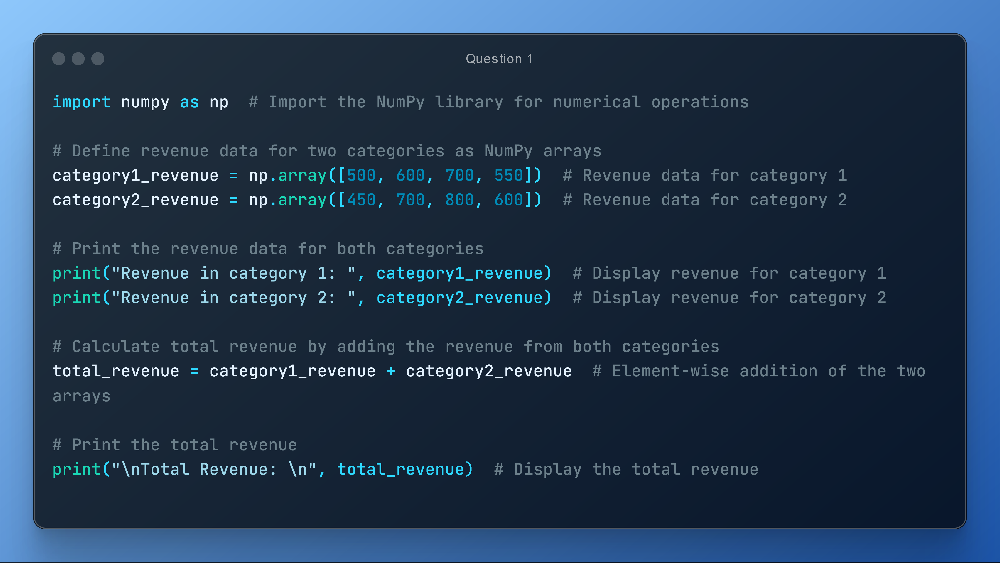 Question 1
import numpy as np  # Import the NumPy library for numerical operations
# Define revenue data for two categories as NumPy arrays
category1_revenue = np.array([500, 600, 700, 550])  # Revenue data for category 1
category2_revenue = np.array([450, 700, 800, 600])  # Revenue data for category 2
# Print the revenue data for both categories
print("Revenue in category 1: ", category1_revenue)  # Display revenue for category 1
print("Revenue in category 2: ", category2_revenue)  # Display revenue for category 2
# Calculate total revenue by adding the revenue from both categories
total_revenue = category1_revenue + category2_revenue  # Element-wise addition of the two
arrays
# Print the total revenue
print("\nTotal Revenue: \n", total_revenue)  # Display the total revenue